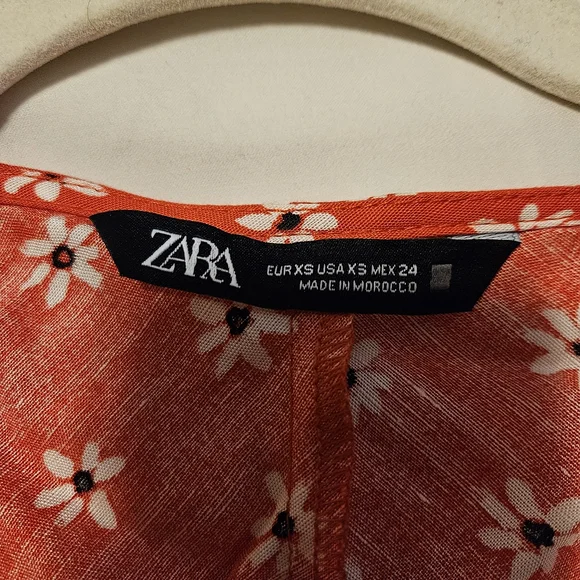 ZARA
EUR XS USA XS MEX 24
MADE IN MOROCCO